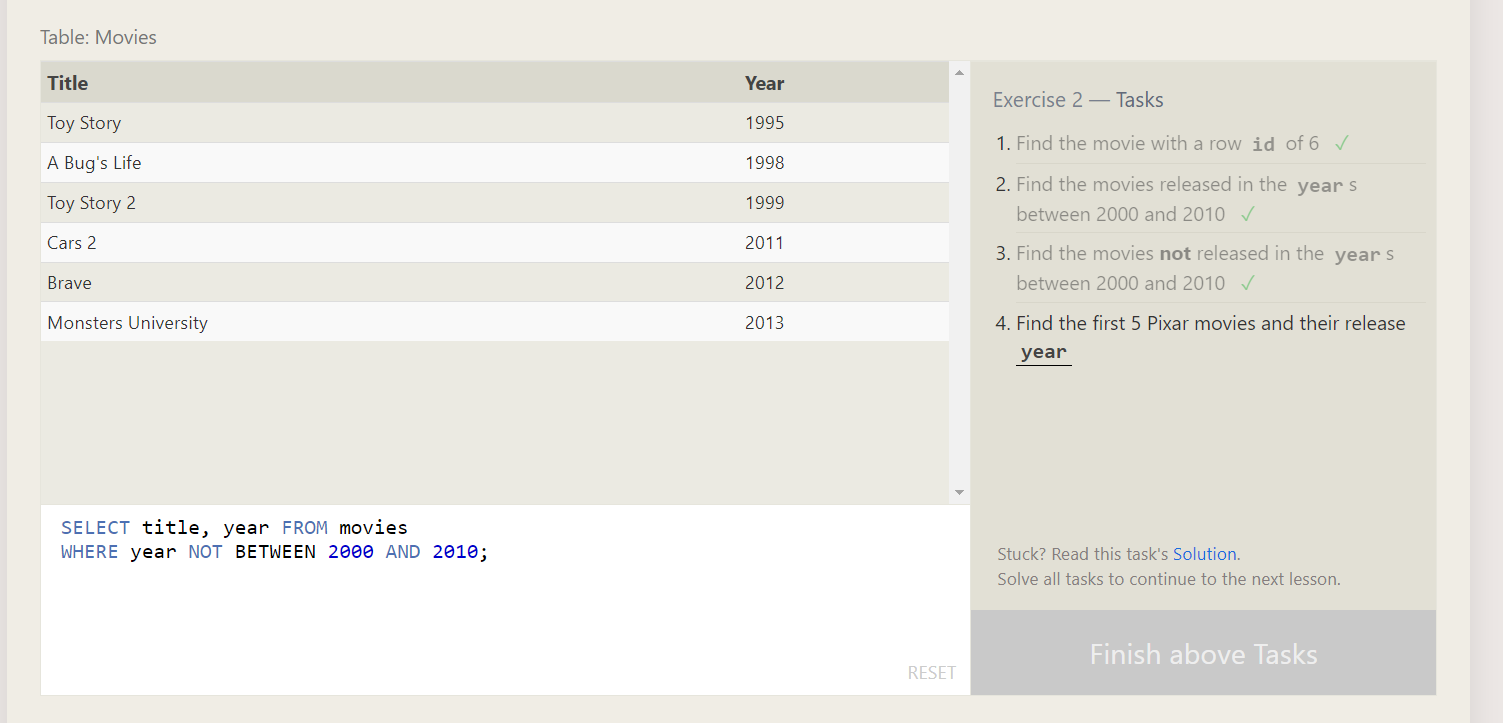 Table: Movies
Title Year
Toy Story 1995
A Bug's Life 1998
Toy Story 2 1999
Cars 2 2011
Brave 2012
Monsters University 2013
SELECT title, year FROM movies
WHERE year NOT BETWEEN 2000 AND 2010;
RESET
Exercise 2 — Tasks
1. Find the movie with a row id of 6 ✓
2. Find the movies released in the year s
between 2000 and 2010 ✓
3. Find the movies not released in the year s
between 2000 and 2010 ✓
4. Find the first 5 Pixar movies and their release
year
Stuck? Read this task's Solution.
Solve all tasks to continue to the next lesson.
Finish above Tasks